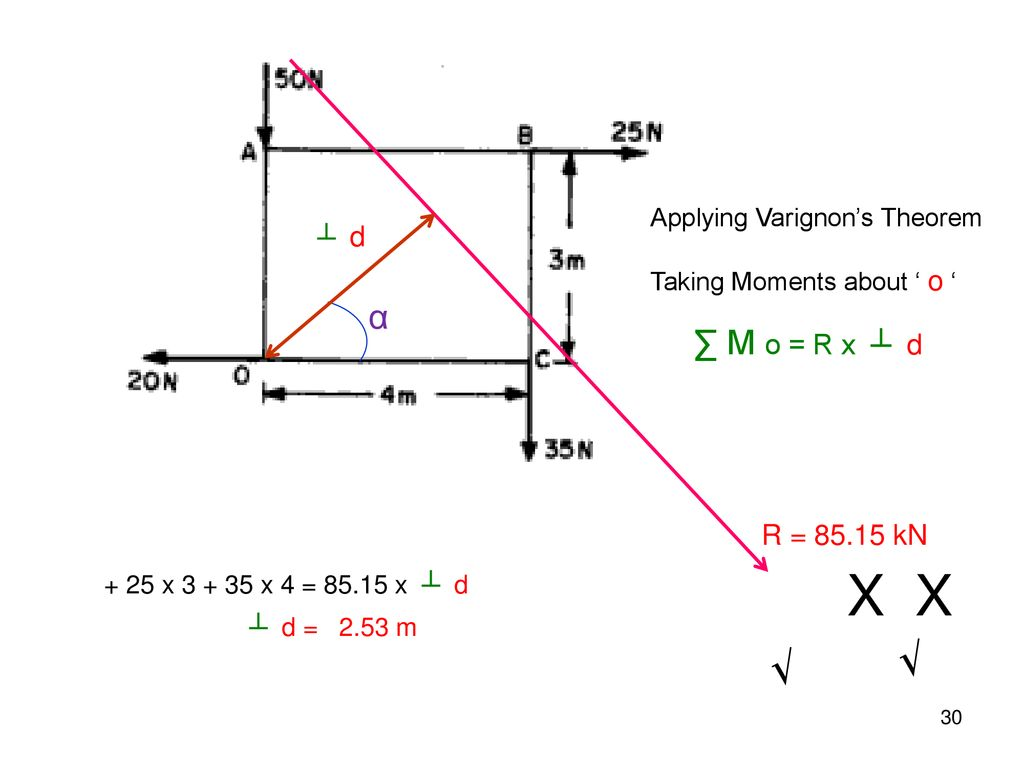 50N
A
B
25N
Applying Varignon’s Theorem
┴ d
3m
Taking Moments about ‘ o ‘
α
∑ M o = R x ┴ d
20N
O
C
4m
35N
R = 85.15 kN
+ 25 x 3 + 35 x 4 = 85.15 x ┴ d
X X
┴ d = 2.53 m
√ √
30